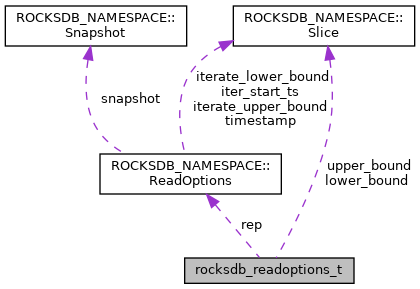 ROCKSDB_NAMESPACE::
Snapshot
ROCKSDB_NAMESPACE::
Slice
snapshot
iterate_lower_bound
iter_start_ts
iterate_upper_bound
timestamp
ROCKSDB_NAMESPACE::
ReadOptions
upper_bound
lower_bound
rep
rocksdb_readoptions_t